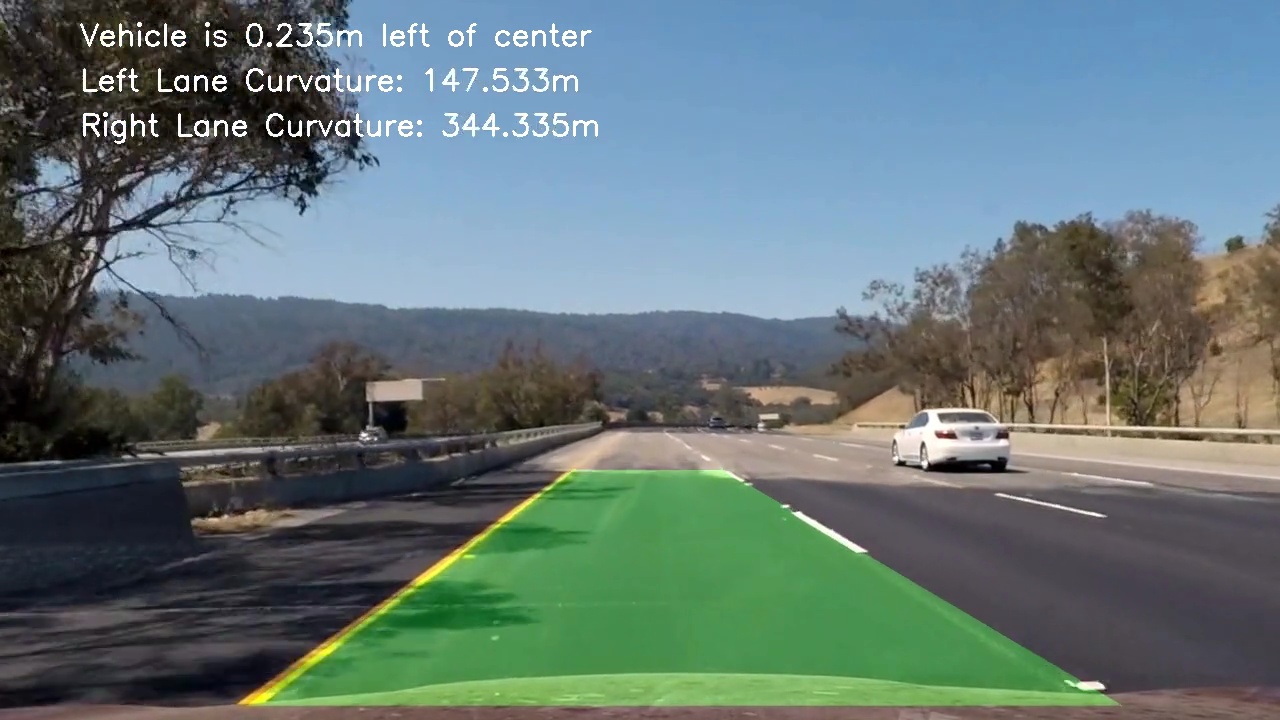 Vehicle is 0.235m left of center
Left Lane Curvature: 147.533m
Right Lane Curvature: 344.335m